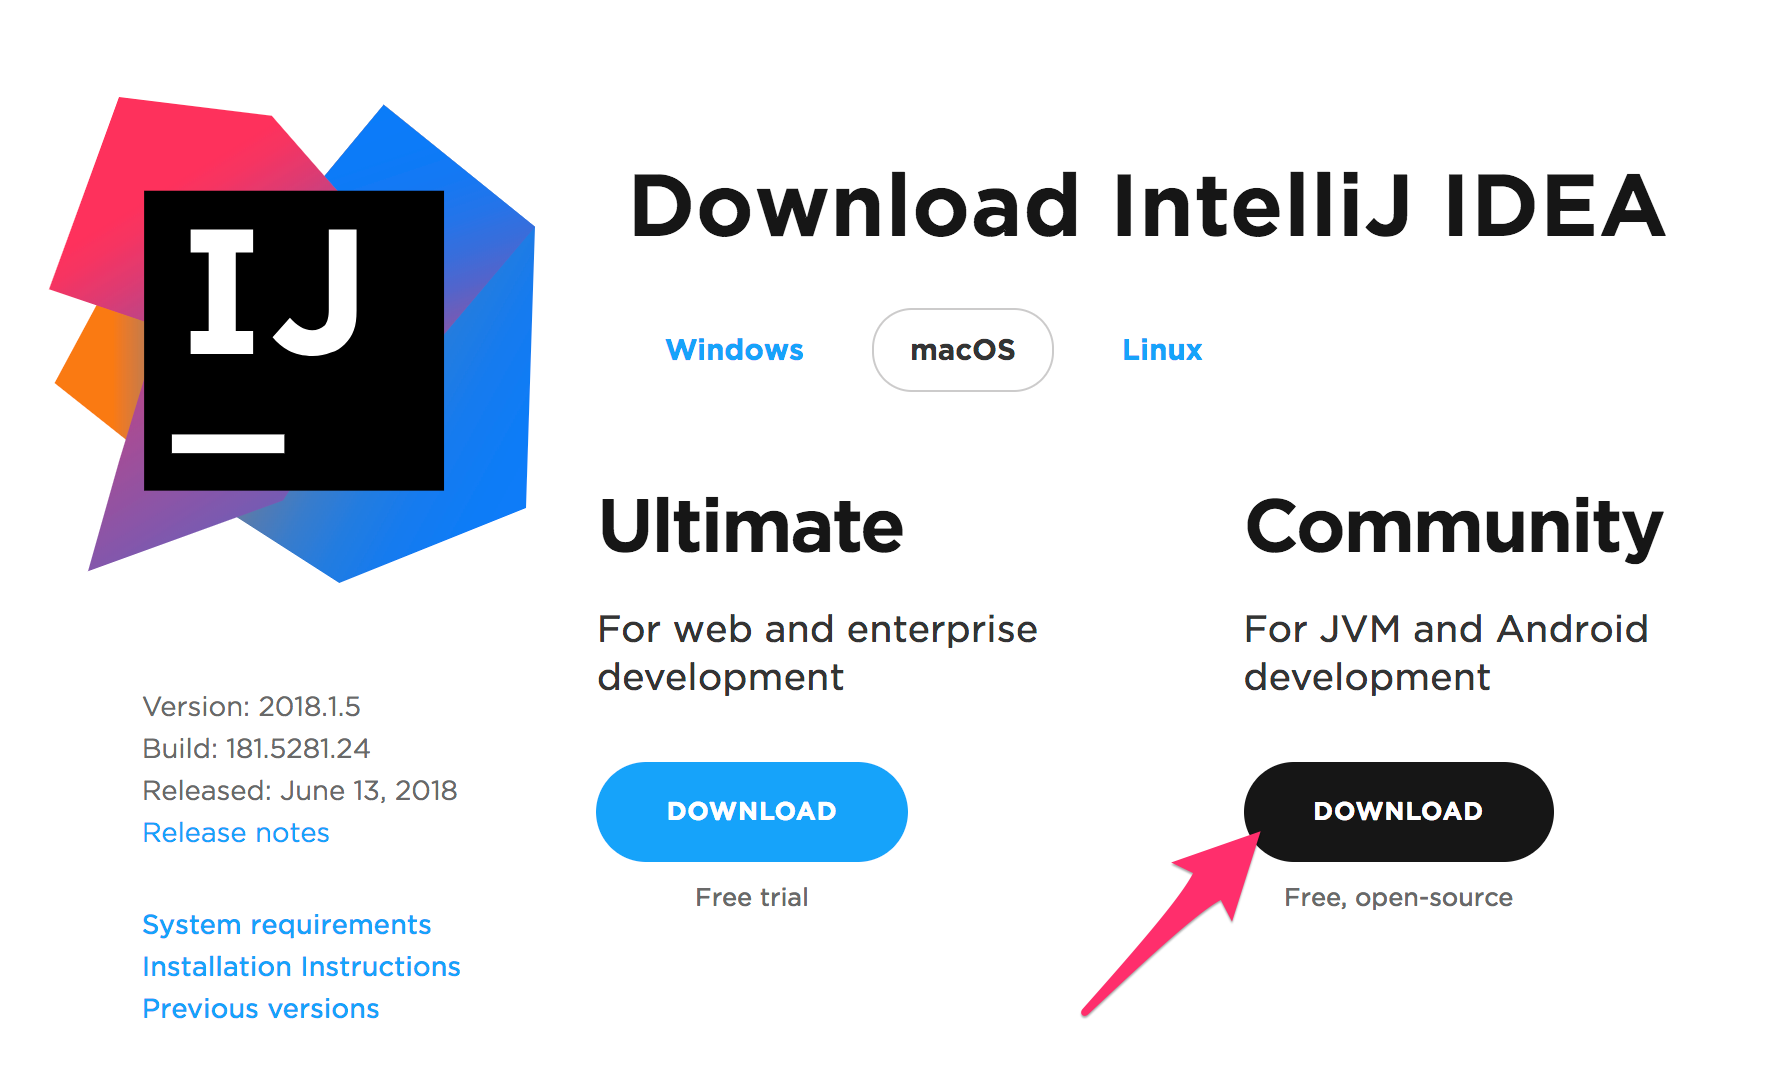 IJ
Download IntelliJ IDEA
Windows
macOS
Linux
Ultimate
For web and enterprise
development
DOWNLOAD
Free trial
Community
For JVM and Android
development
DOWNLOAD
Free, open-source
Version: 2018.1.5
Build: 181.5281.24
Released: June 13, 2018
Release notes
System requirements
Installation Instructions
Previous versions